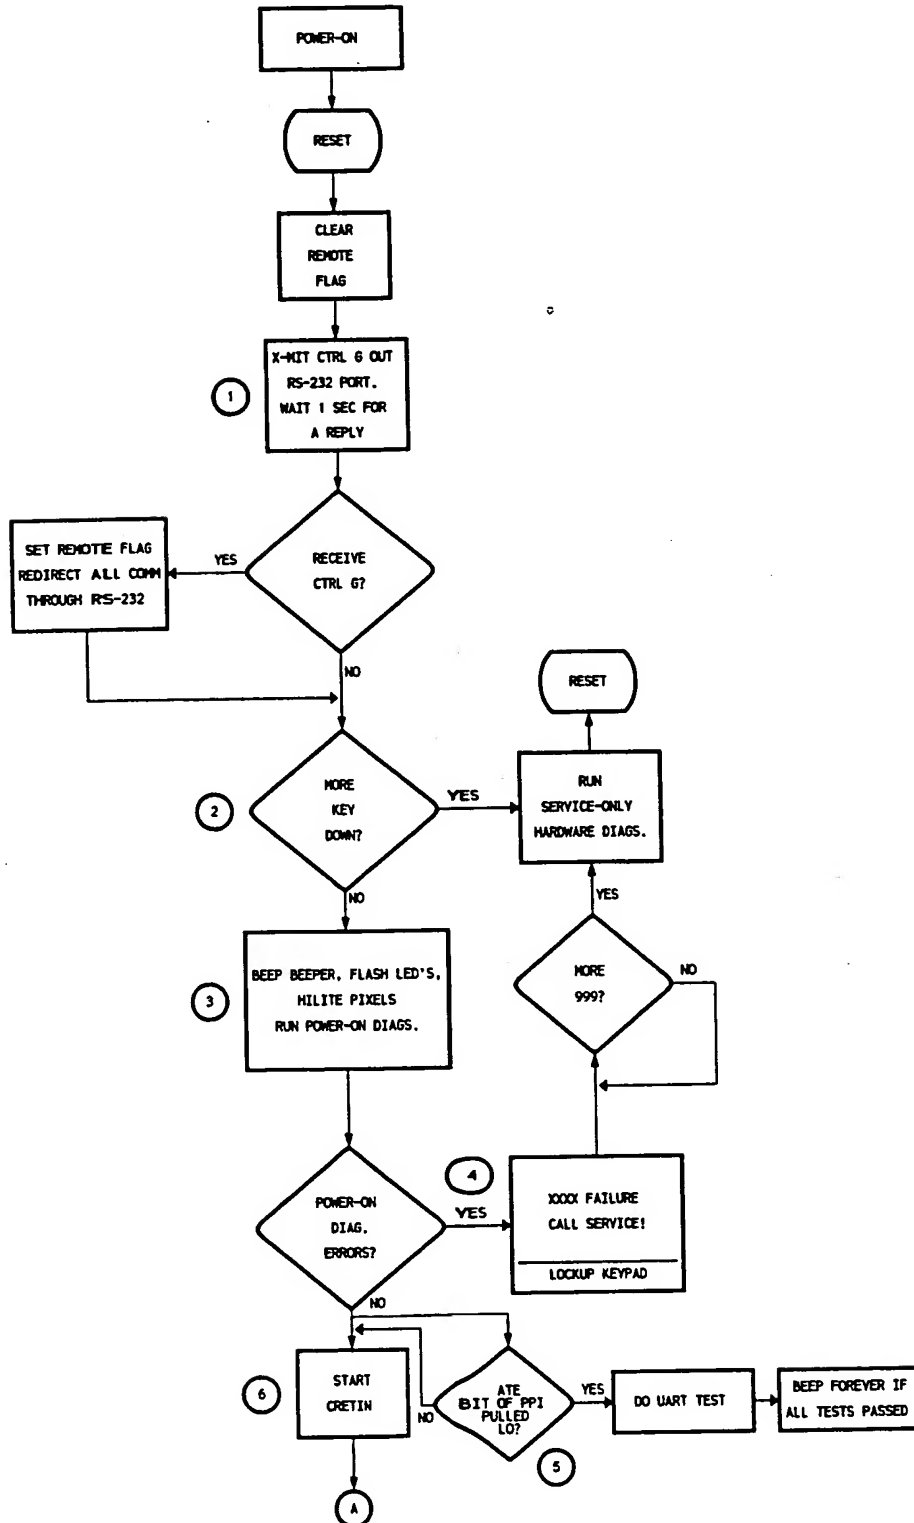 POWER-ON
RESET
CLEAR
REMOTE
FLAG
1
X-MIT CTRL G OUT
RS-232 PORT.
WAIT 1 SEC FOR
A REPLY
RECEIVE
CTRL G?
YES
SET REMOTE FLAG
REDIRECT ALL COMM
THROUGH RS-232
NO
RESET
2
MORE
KEY
DOWN?
YES
RUN
SERVICE-ONLY
HARDWARE DIAGS.
NO
YES
3
BEEP BEEPER, FLASH LED'S,
HILITE PIXELS
RUN POWER-ON DIAGS.
MORE
999?
NO
POWER-ON
DIAG.
ERRORS?
4
YES
XXXX FAILURE
CALL SERVICE!
LOCKUP KEYPAD
NO
6
START
CRETIN
NO
ATE
BIT OF PPI
PULLED
LO?
5
YES
DO UART TEST
BEEP FOREVER IF
ALL TESTS PASSED
A